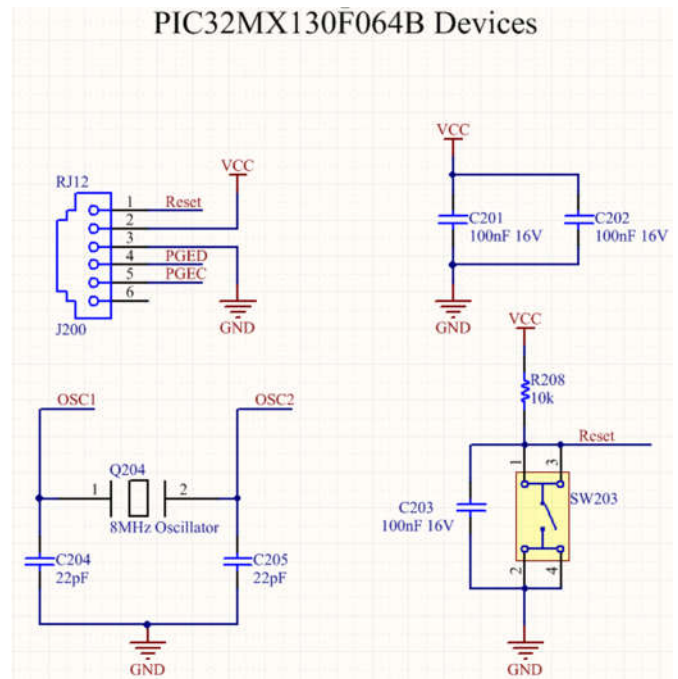 PIC32MX130F064B Devices
RJ12
VCC
1
Reset
2
3
4
PGED
5
PGEC
6
J200
GND
VCC
C201
100nF 16V
C202
100nF 16V
GND
OSC1
OSC2
Q204
1
2
8MHz Oscillator
C204
22pF
C205
22pF
GND
VCC
R208
10k
Reset
1
3
SW203
C203
100nF 16V
2
4
GND